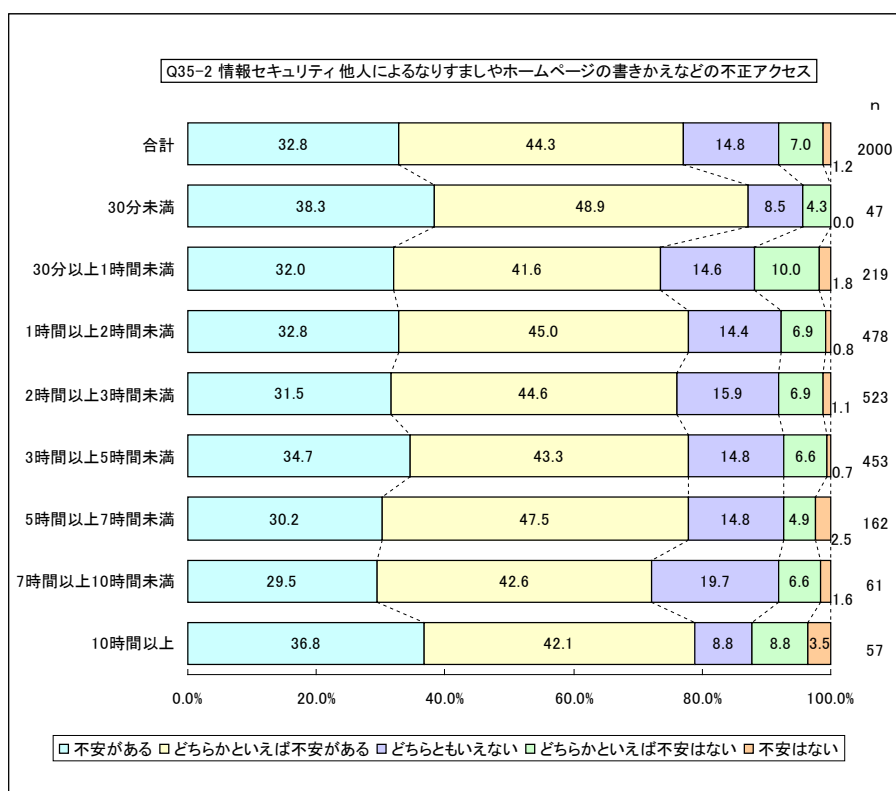 Q35-2 情報セキュリティ 他人によるなりすましやホームページの書きかえなどの不正アクセス
n
合計 32.8 44.3 14.8 7.0 1.2 2000
30分未満 38.3 48.9 8.5 4.3 0.0 47
30分以上1時間未満 32.0 41.6 14.6 10.0 1.8 219
1時間以上2時間未満 32.8 45.0 14.4 6.9 0.8 478
2時間以上3時間未満 31.5 44.6 15.9 6.9 1.1 523
3時間以上5時間未満 34.7 43.3 14.8 6.6 0.7 453
5時間以上7時間未満 30.2 47.5 14.8 4.9 2.5 162
7時間以上10時間未満 29.5 42.6 19.7 6.6 1.6 61
10時間以上 36.8 42.1 8.8 8.8 3.5 57
0.0% 20.0% 40.0% 60.0% 80.0% 100.0%
不安がある どちらかといえば不安がある どちらともいえない どちらかといえば不安はない 不安はない